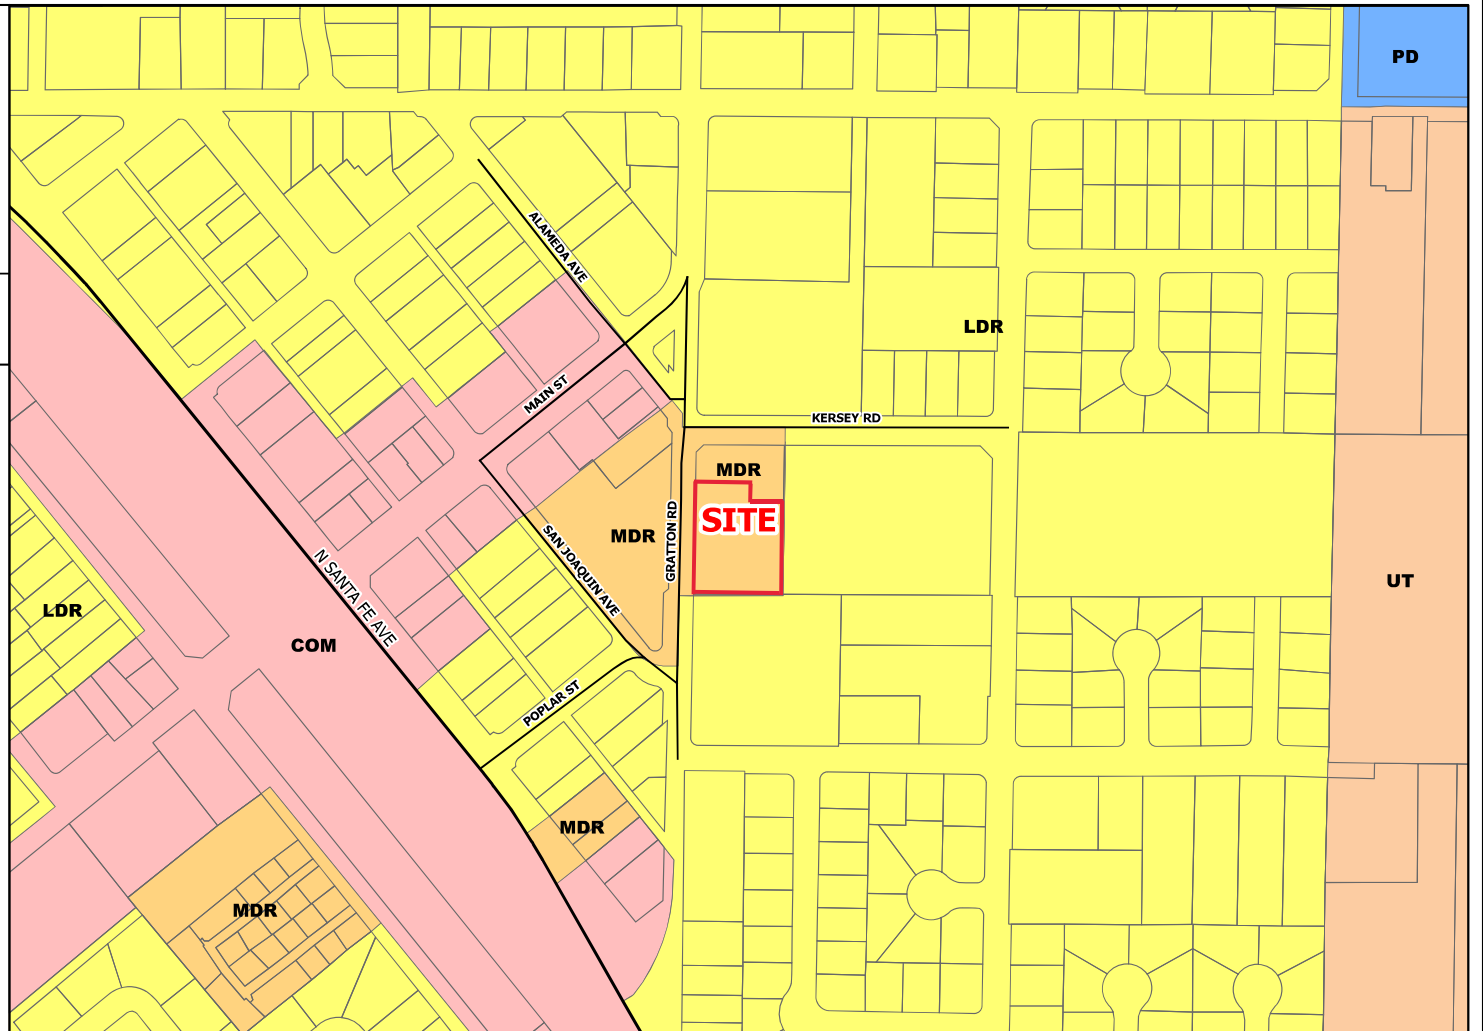 PD
ALAMEDA AVE
LDR
MAIN ST
KERSEY RD
MDR
SITE
MDR
GRATTON RD
SAN JOAQUIN AVE
N SANTA FE AVE
UT
LDR
COM
POPLAR ST
MDR
MDR